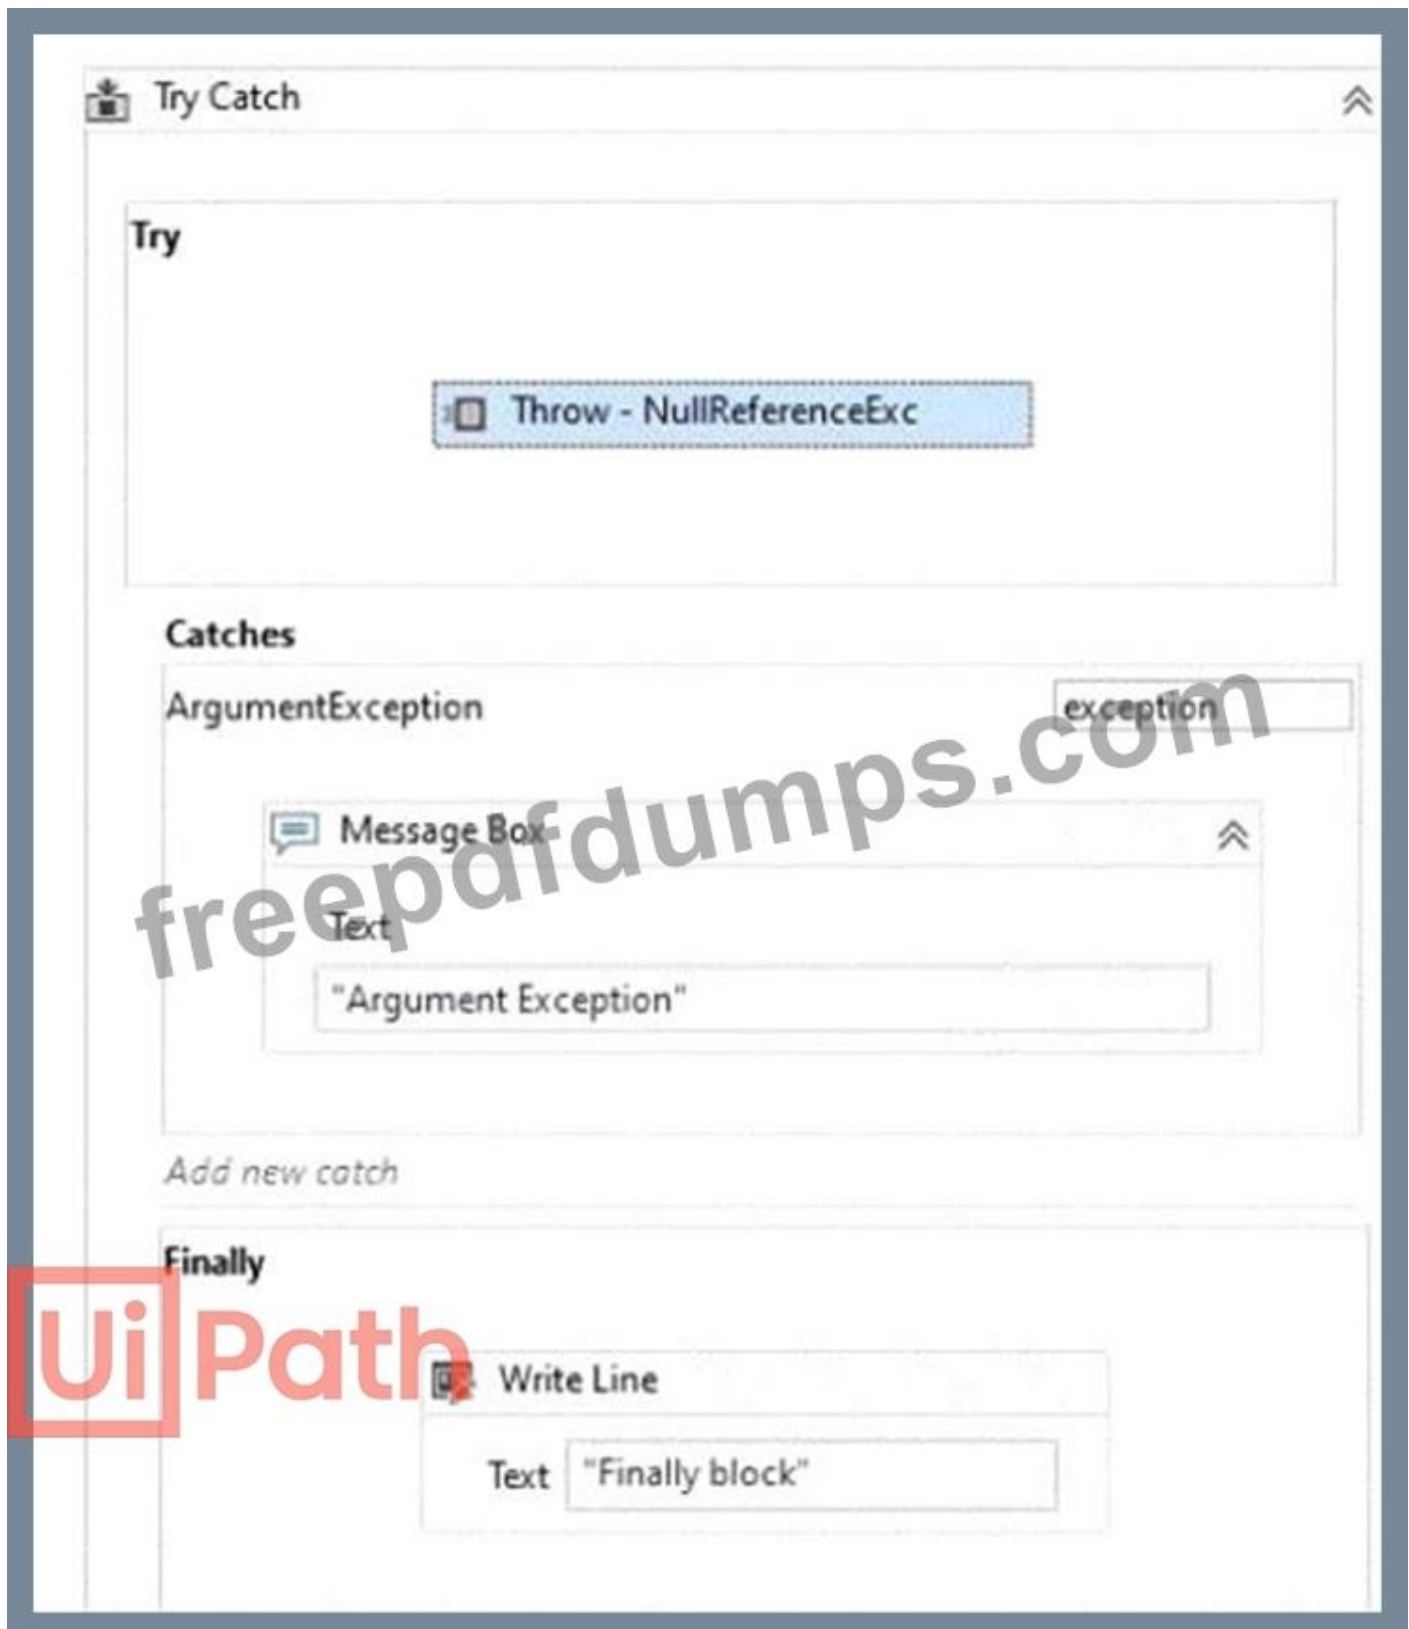 Try Catch
Try
Throw - NullReferenceExc
Catches
ArgumentException
exception
Message Box
Text
"Argument Exception"
Add new catch
Finally
Write Line
Text "Finally block"
freepdfdumps.com
UiPath